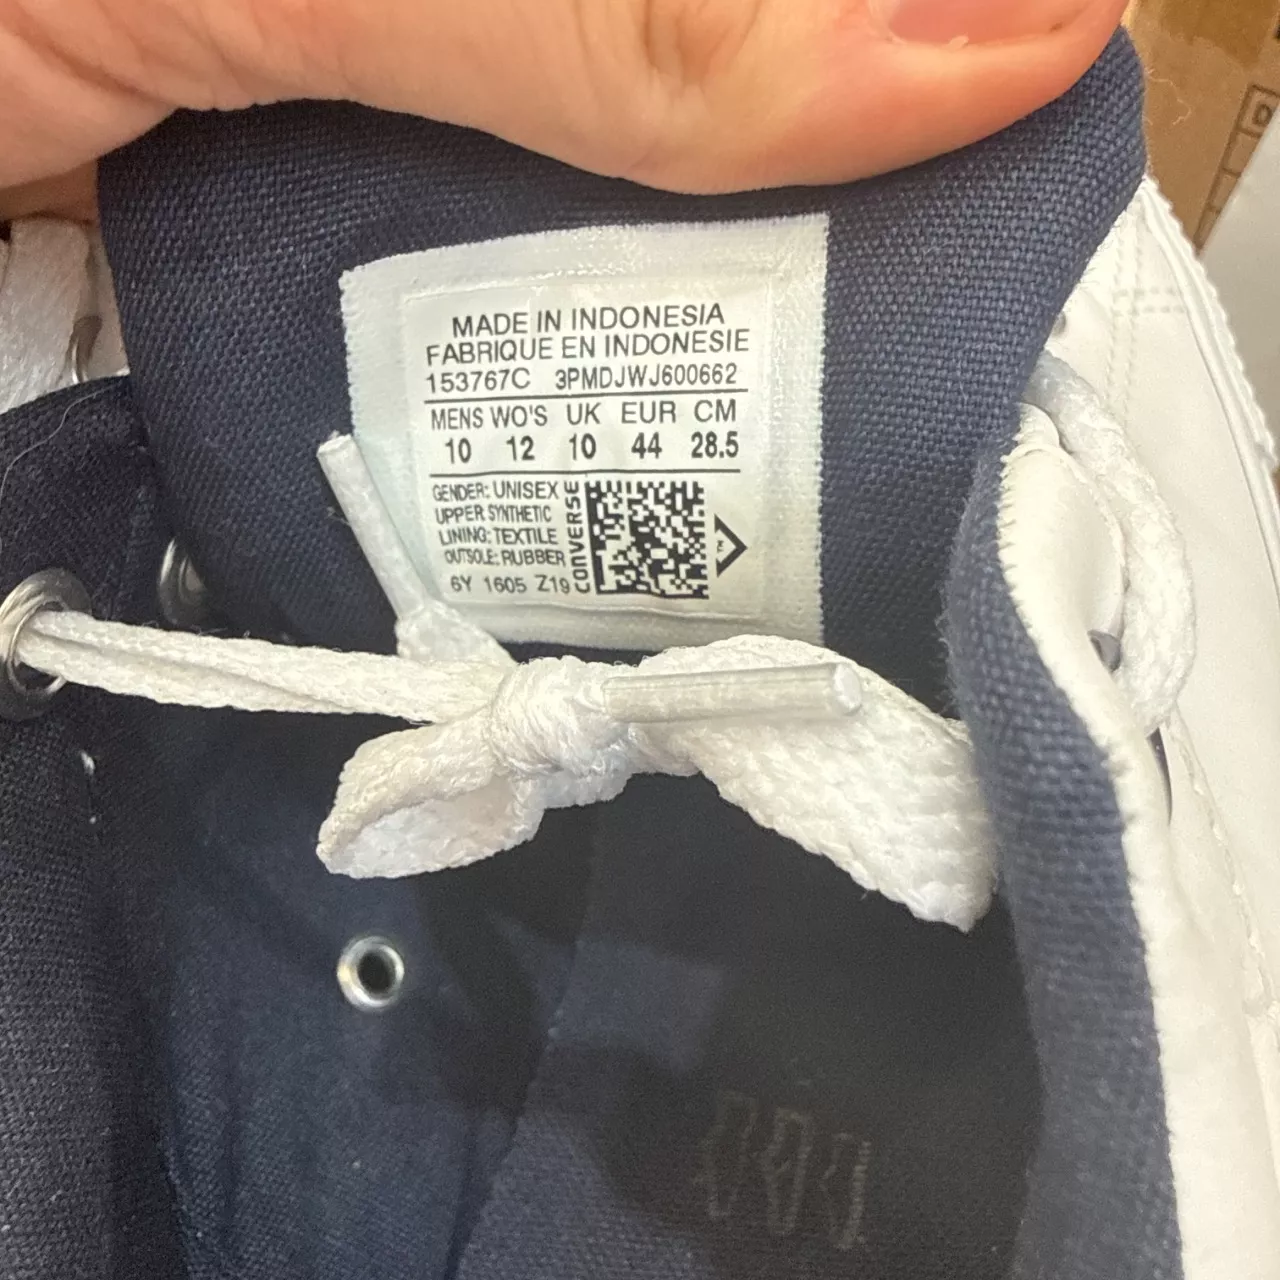 MADE IN INDONESIA
FABRIQUE EN INDONESIE
153767C 3PMDJWJ600662
MENS WO'S UK EUR CM
10 12 10 44 28.5
GENDER: UNISEX
UPPER SYNTHETIC
LINING: TEXTILE
OUTSOLE: RUBBER
6Y 1605 Z19
CONVERSE
TM
D